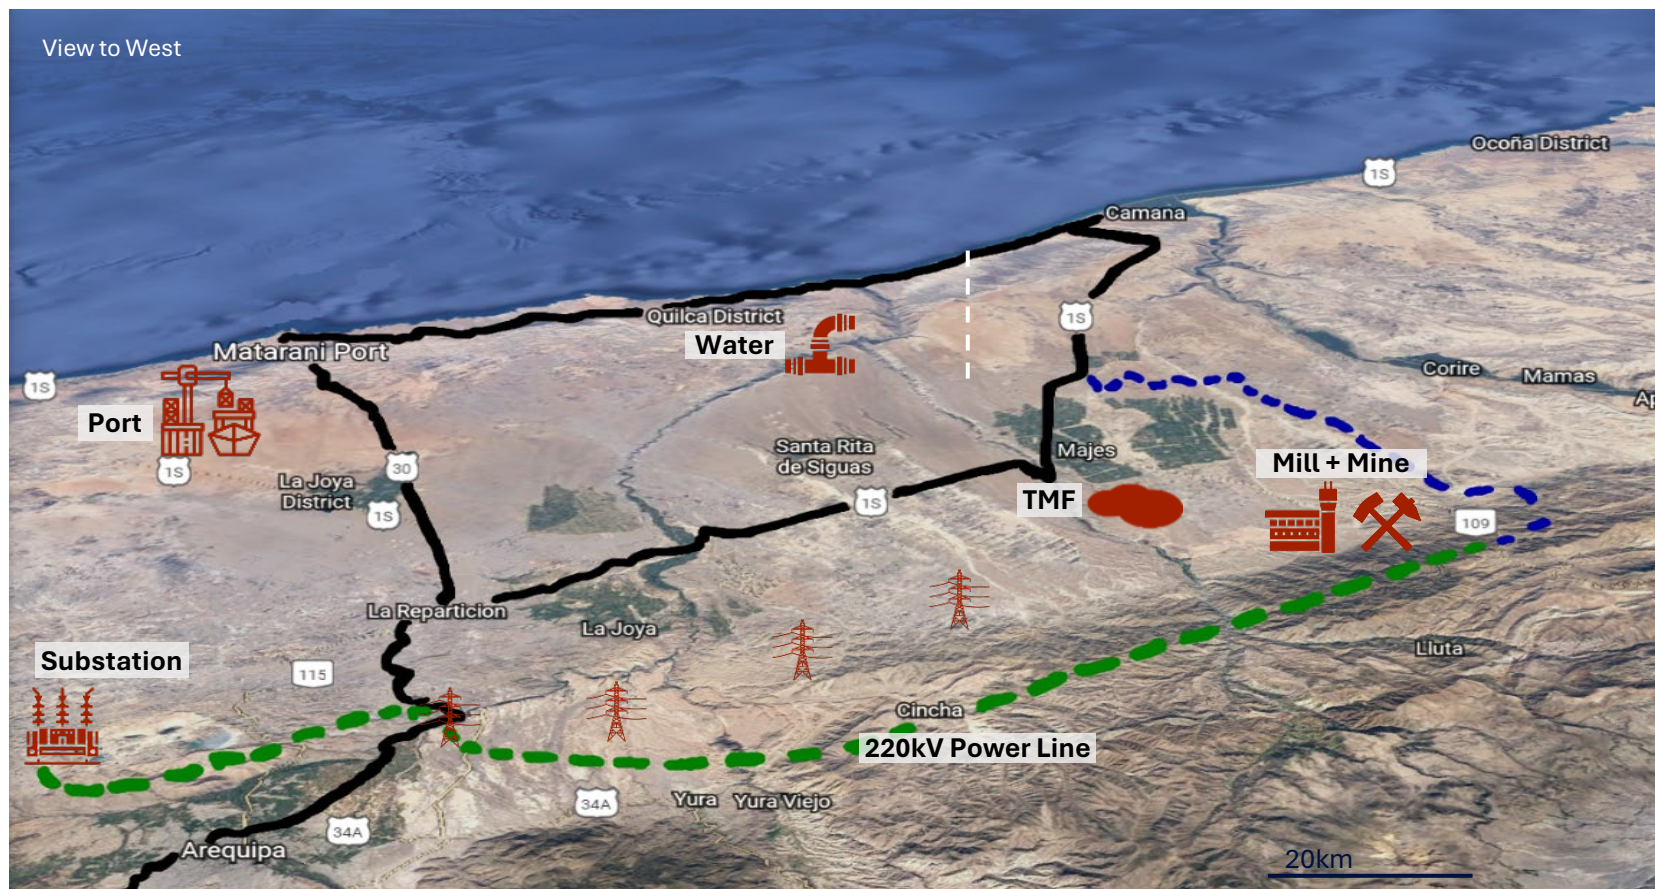 View to West
Ocoña District
1S
Camana
Quilca District
1S
Water
Matarani Port
1S
Corire
Mamas
Port
Santa Rita
de Siguas
Majes
Mill + Mine
30
1S
La Joya
District
1S
1S
TMF
109
La Reparticion
La Joya
Lluta
Substation
115
Cincha
220kV Power Line
34A
Yura
Yura Viejo
34A
Arequipa
20km